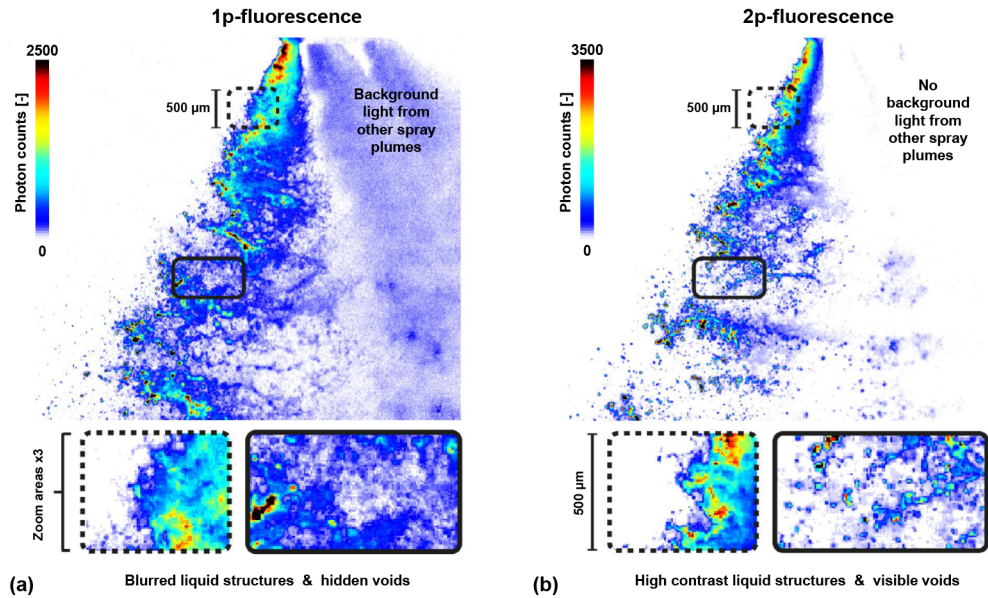 1p-fluorescence
2500
Photon counts [-]
0
500 µm
Background
light from
other spray
plumes
Zoom areas x3
(a)
Blurred liquid structures & hidden voids
2p-fluorescence
3500
Photon counts [-]
0
500 µm
No
background
light from
other spray
plumes
500 µm
(b)
High contrast liquid structures & visible voids